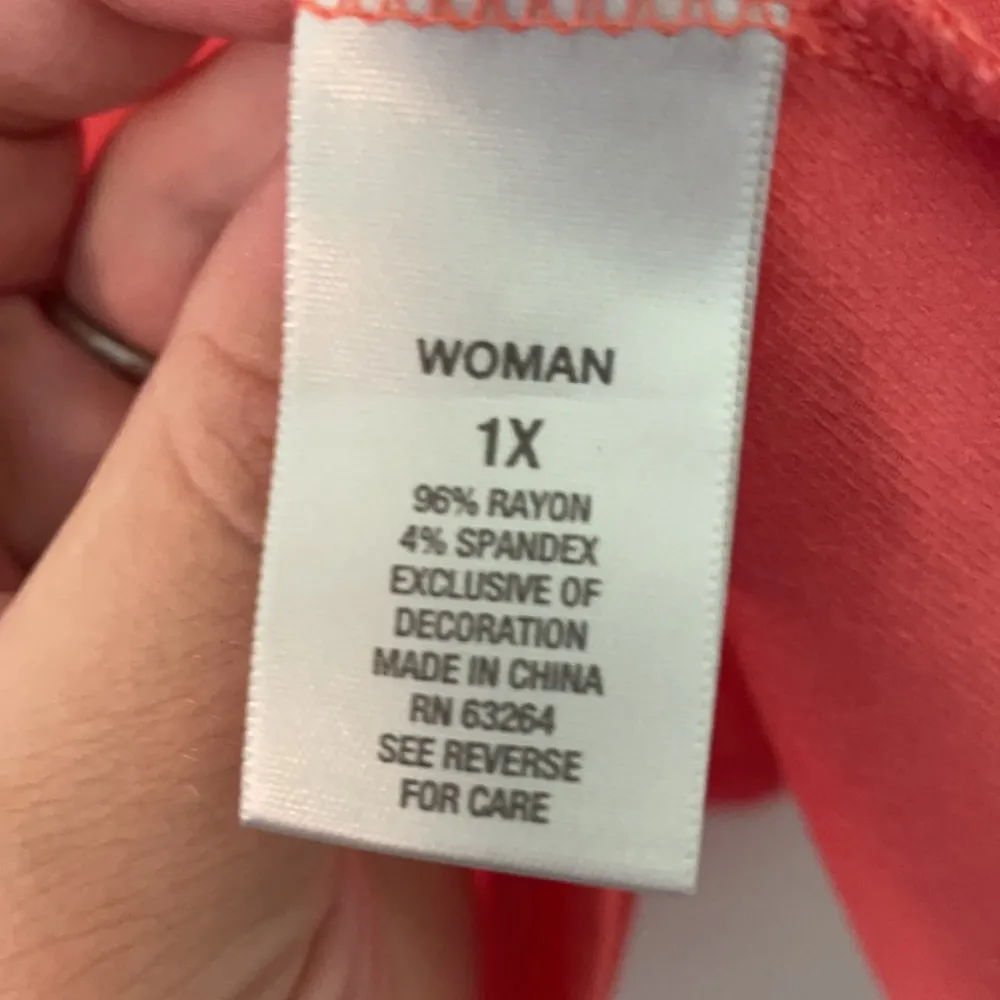 WOMAN
1X
96% RAYON
4% SPANDEX
EXCLUSIVE OF
DECORATION
MADE IN CHINA
RN 63264
SEE REVERSE
FOR CARE